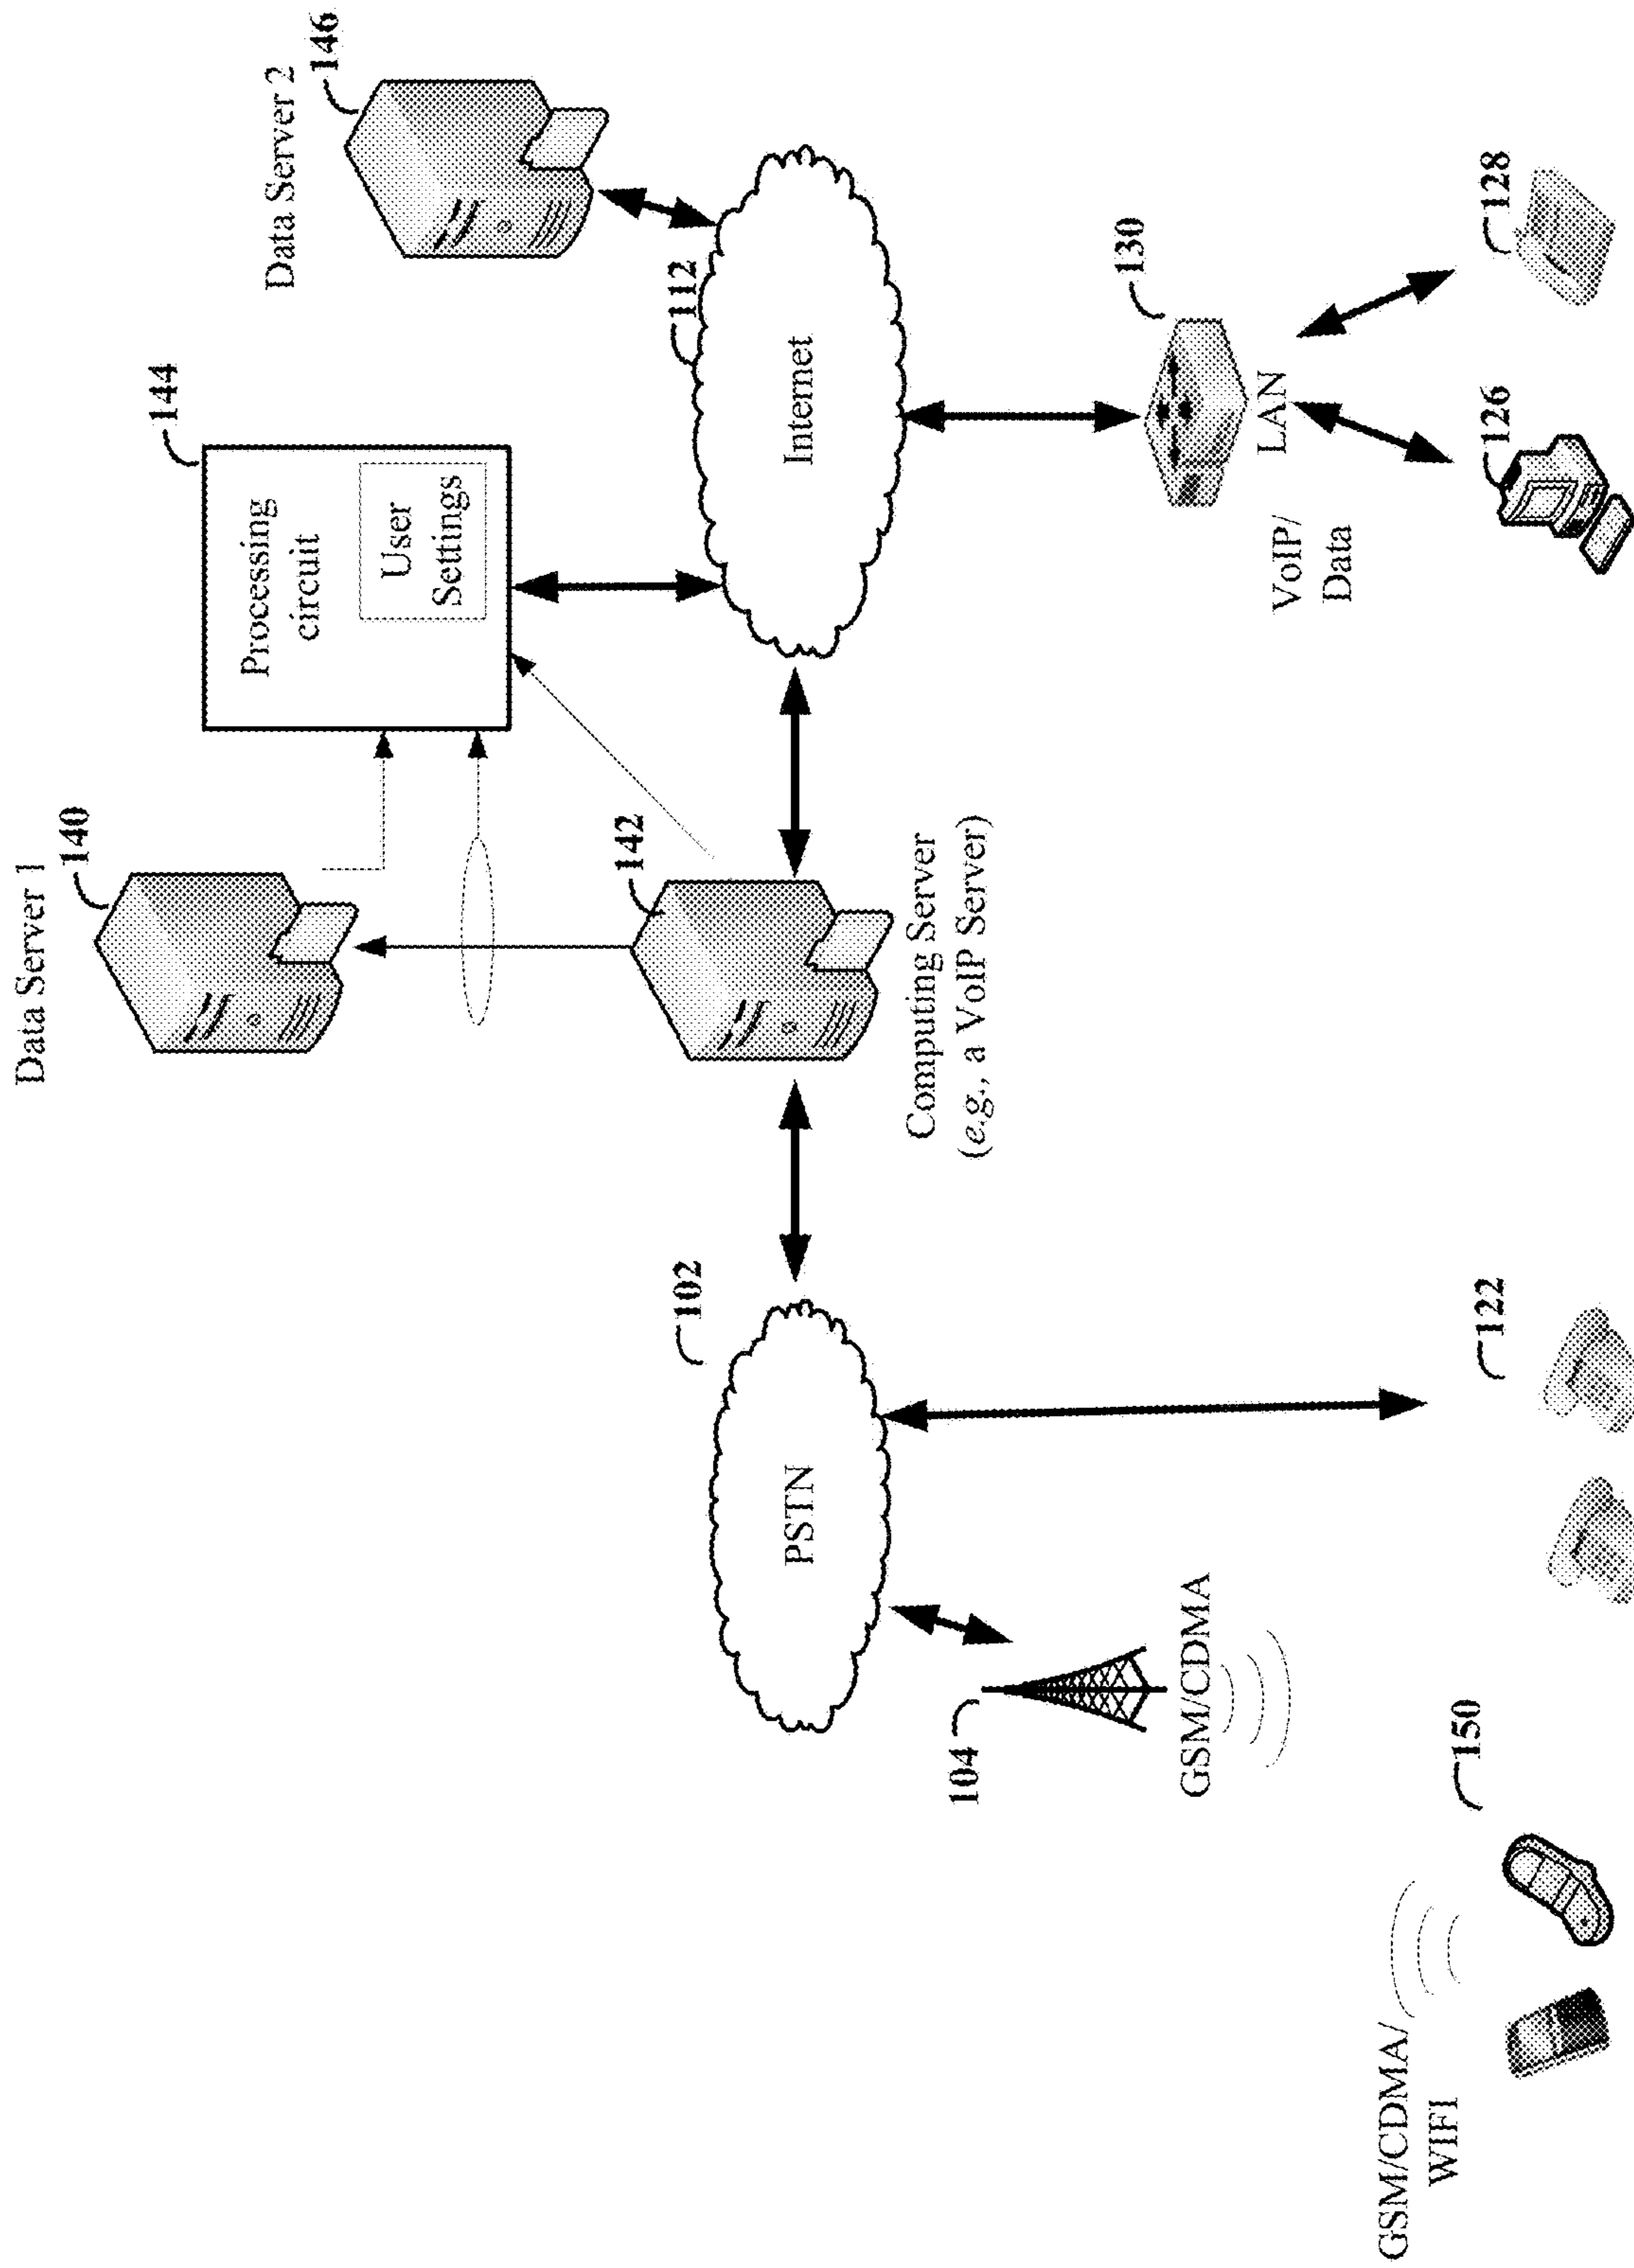 Data Server 1
140
144
Processing
circuit
User
Settings
Data Server 2
146
142
Computing Server
(e.g., a VoIP Server)
112
Internet
102
PSTN
104
GSM/CDMA
130
LAN
VoIP/
Data
GSM/CDMA/
WIFI
150
122
126
128